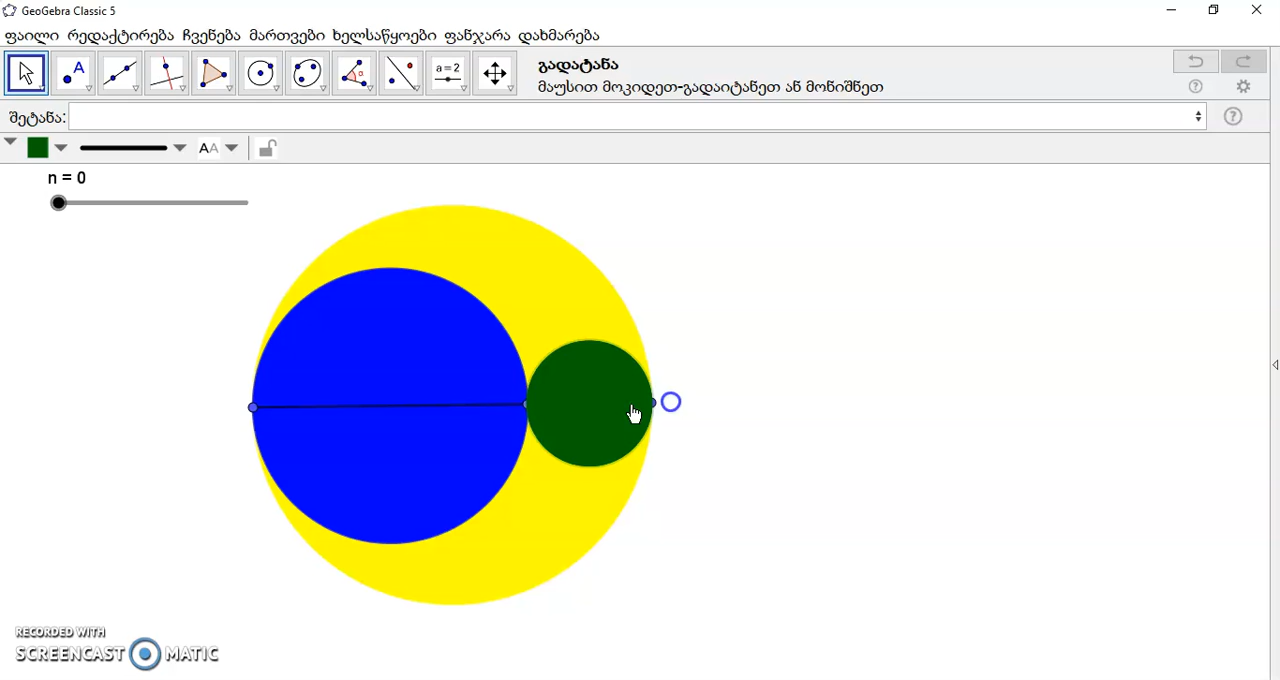 GeoGebra Classic 5
ფაილი რედაქტირება ჩვენება მართვები ხელსაწყოები ფანჯარა დახმარება
A
α
a = 2
გადატანა
მაუსით მოკიდეთ-გადაიტანეთ ან მონიშნეთ
შეტანა:
AA
n = 0
RECORDED WITH
SCREENCAST MATIC